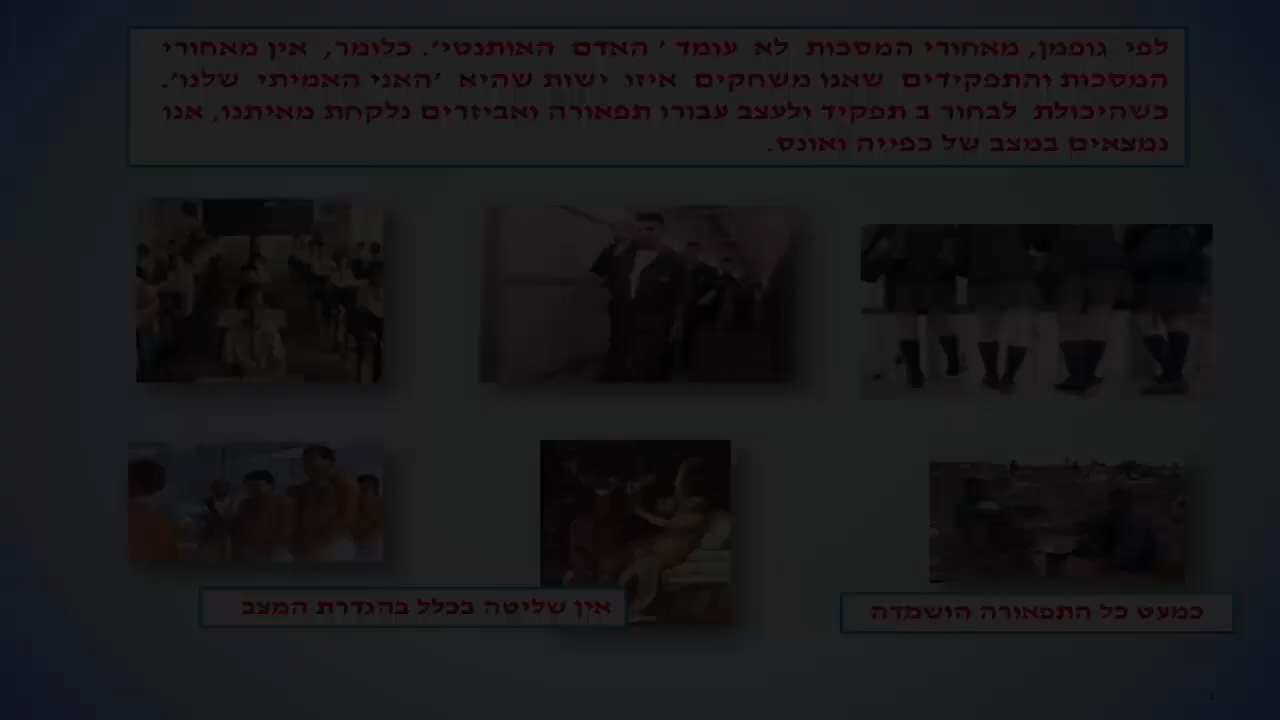 לפי גופמן, מאחורי המסכות לא עומד 'האדם האותנטי'. כלומר, אין מאחורי
המסכות והתפקידים שאנו משחקים איזו ישות שהיא 'האני האמיתי שלנו'.
כשהיכולת לבחור ב תפקיד ולעצב עבורו תפאורה ואביזרים נלקחת מאיתנו, אנו
נמצאים במצב של כפייה ואונס.
כמעט כל התפאורה הושמדה
אין שליטה בכלל בהגדרת המצב